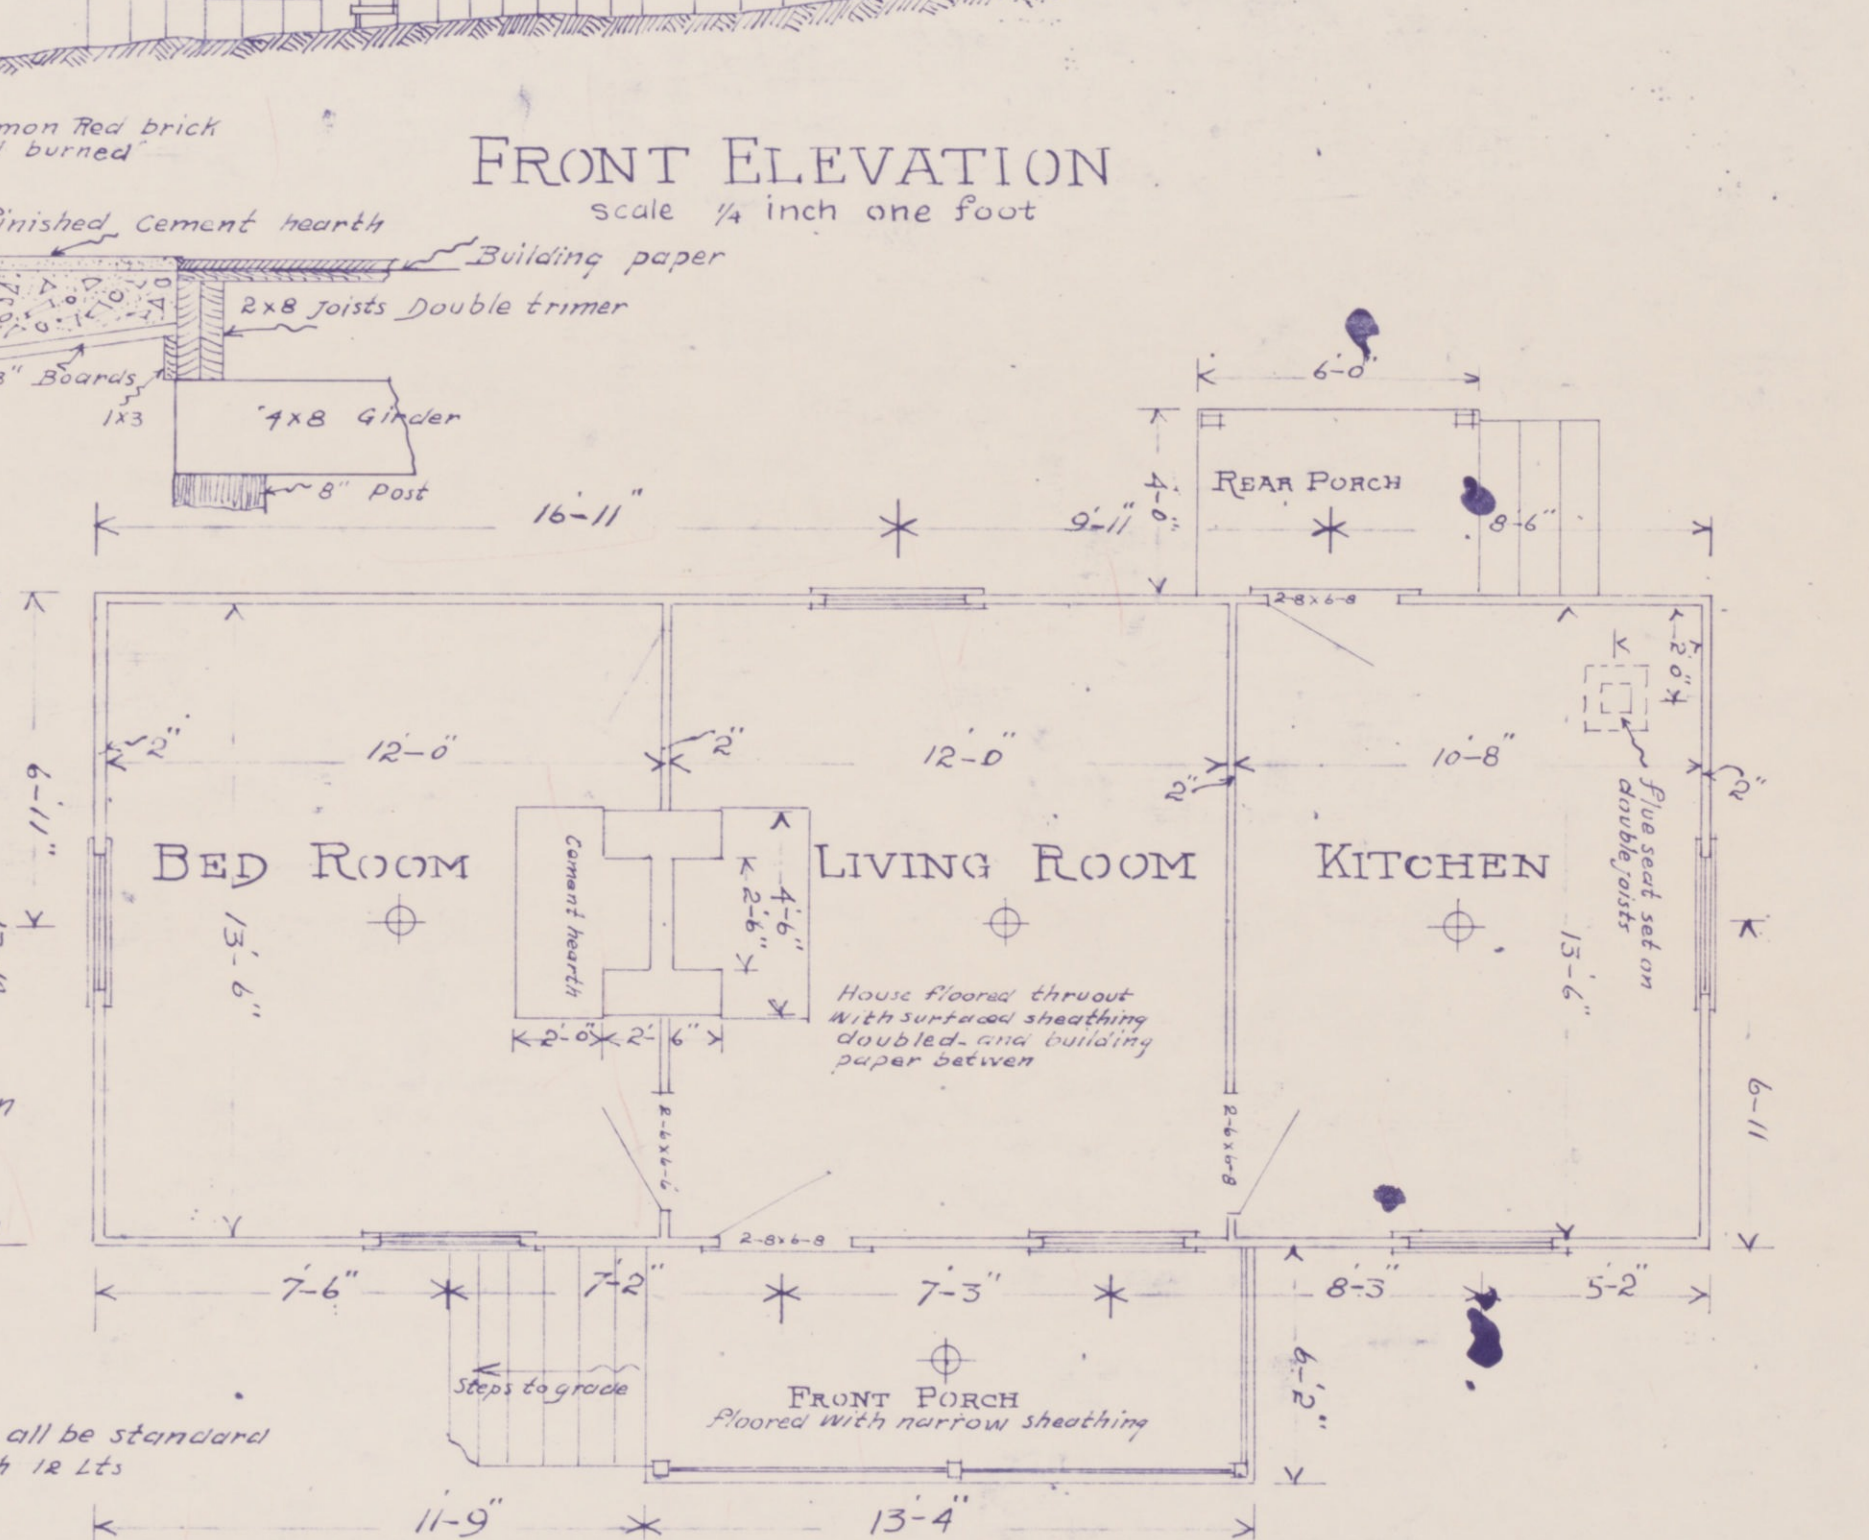 mon Red brick
burned"
FRONT ELEVATION
scale 1/4 inch one foot
inished Cement hearth
Building paper
2x8 Joists Double trimer
" Boards
1x3
4x8 Girder
8" Post
6'-0"
REAR PORCH
4'-0"
16'-11"
9'-11"
8'-6"
2-8x6-8
2'0"
6'-11"
2"
12'-0"
2"
12'-0"
2"
10'-8"
2"
flue seat set on
double joists
BED ROOM
LIVING ROOM
KITCHEN
13'-6"
Cement hearth
2'-6"
4'-6"
13'-6"
House floored thruout
with surfaced sheathing
doubled- and building
paper betwen
2'-0"
2'-6"
2-6x6-6
2-6x6-8
6-11
2-8x6-8
7'-6"
7'-2"
7'-3"
8'-3"
5'-2"
Steps to grade
FRONT PORCH
floored with narrow sheathing
6'-2"
all be standard
12 Lts
11'-9"
13'-4"